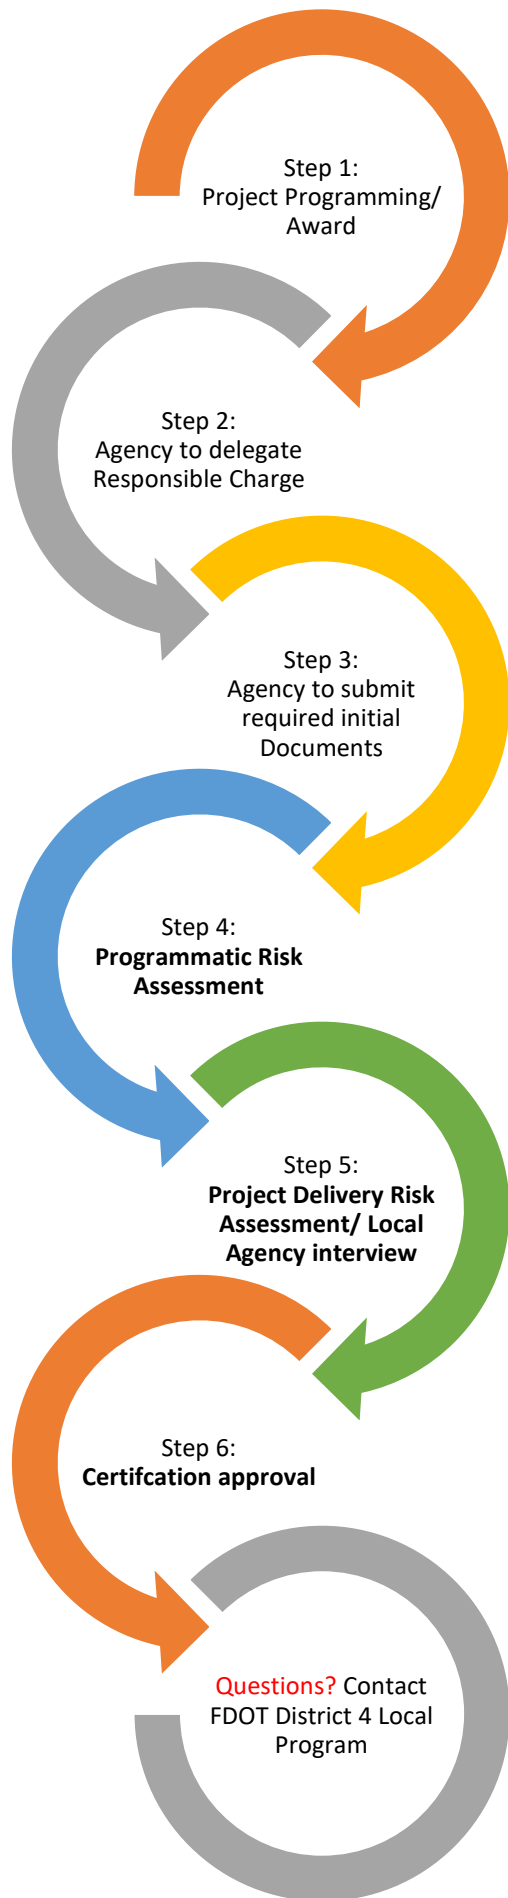 Step 1:
Project Programming/
Award
Step 2:
Agency to delegate
Responsible Charge
Step 3:
Agency to submit
required initial
Documents
Step 4:
Programmatic Risk
Assessment
Step 5:
Project Delivery Risk
Assessment/ Local
Agency interview
Step 6:
Certifcation approval
Questions? Contact
FDOT District 4 Local
Program